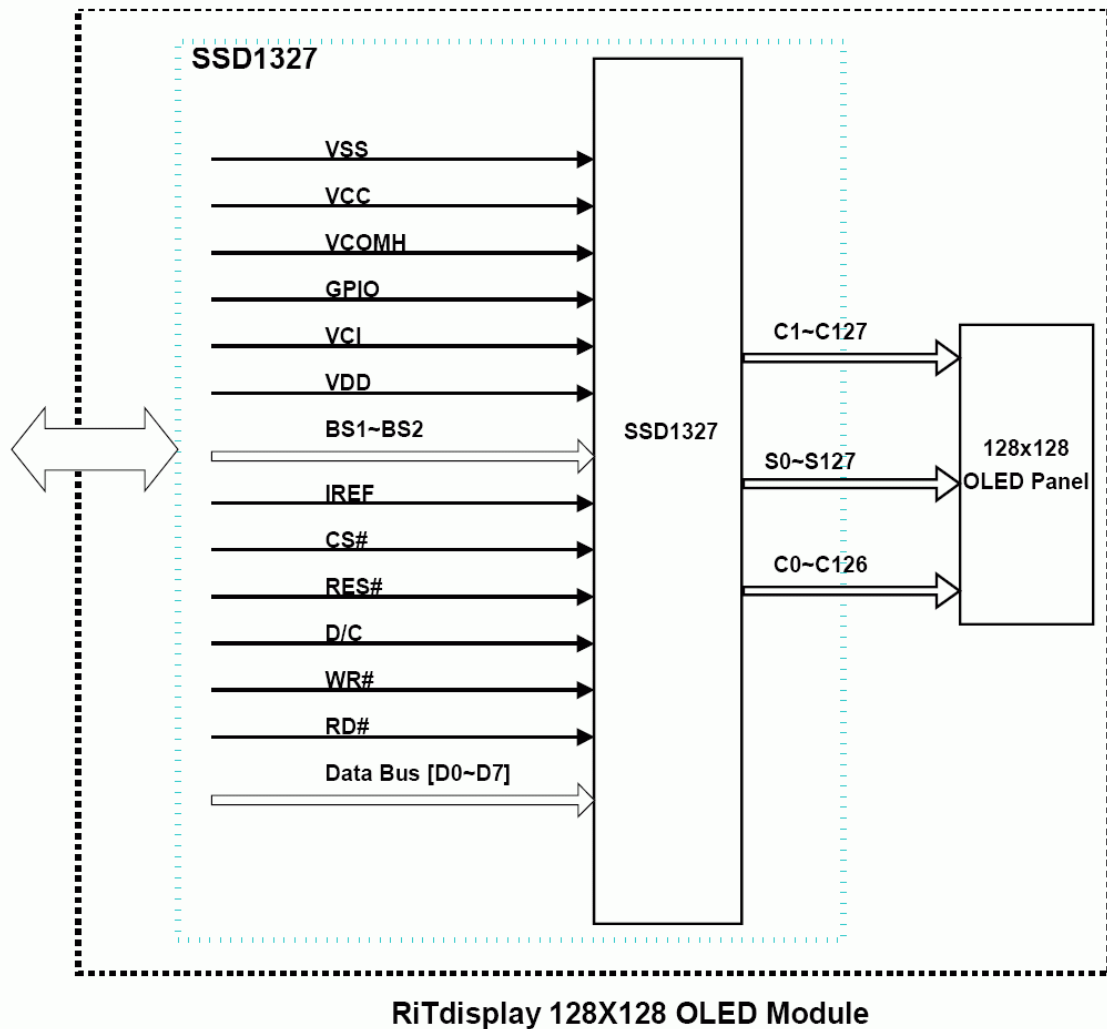 SSD1327
VSS
VCC
VCOMH
GPIO
VCI
VDD
BS1~BS2
IREF
CS#
RES#
D/C
WR#
RD#
Data Bus [D0~D7]
SSD1327
C1~C127
S0~S127
C0~C126
128x128
OLED Panel
RiTdisplay 128X128 OLED Module